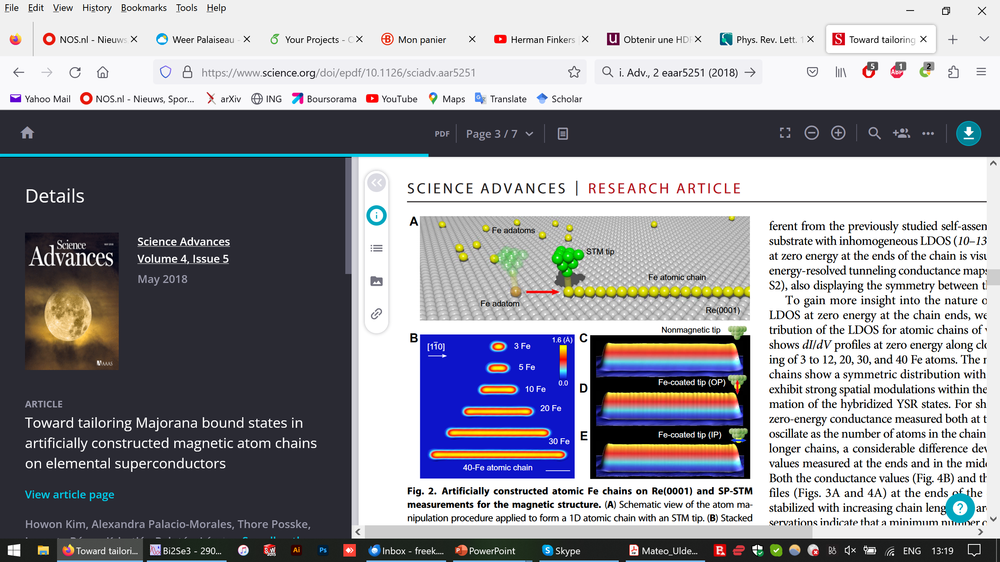 File Edit View History Bookmarks Tools Help
NOS.nl - Nieuws
Weer Palaiseau -
Your Projects - O
Mon panier
Herman Finkers
Obtenir une HDR
Phys. Rev. Lett. 1
Toward tailoring
https://www.science.org/doi/epdf/10.1126/sciadv.aar5251
i. Adv., 2 eaar5251 (2018)
5
ABP
1
2
Yahoo Mail NOS.nl - Nieuws, Spor... arXiv ING Boursorama YouTube Maps Translate Scholar
PDF
Page 3 / 7
Details
Science
Advances
MAY 2018
AAAS
Science Advances
Volume 4, Issue 5
May 2018
ARTICLE
Toward tailoring Majorana bound states in
artificially constructed magnetic atom chains
on elemental superconductors
View article page
Howon Kim, Alexandra Palacio-Morales, Thore Posske,
SCIENCE ADVANCES | RESEARCH ARTICLE
A
Fe adatoms
STM tip
Fe atomic chain
Fe adatom
Re(0001)
B
[11̅0]
3 Fe
5 Fe
10 Fe
20 Fe
30 Fe
40-Fe atomic chain
1.6 (Å)
0.0
C
Nonmagnetic tip
D
Fe-coated tip (OP)
E
Fe-coated tip (IP)
Fig. 2. Artificially constructed atomic Fe chains on Re(0001) and SP-STM
measurements for the magnetic structure. (A) Schematic view of the atom ma-
nipulation procedure applied to form a 1D atomic chain with an STM tip. (B) Stacked
ferent from the previously studied self-assem
substrate with inhomogeneous LDOS (10–13
at zero energy at the ends of the chain is visu
energy-resolved tunneling conductance maps
S2), also displaying the symmetry between t
To gain more insight into the nature o
LDOS at zero energy at the chain ends, we
tribution of the LDOS for atomic chains of
shows dI/dV profiles at zero energy along clo
ing of 3 to 12, 20, 30, and 40 Fe atoms. The
chains show a symmetric distribution with
exhibit strong spatial modulations within the
mation of the hybridized YSR states. For sh
zero-energy conductance measured both at t
oscillate as the number of atoms in the chain
longer chains, a considerable difference dev
values measured at the ends and in the mid
Both the conductance values (Fig. 4B) and th
files (Figs. 3A and 4A) at the ends of the
stabilized with increasing chain leng
servations indicate that a minimum number o
Toward tailori...
Bi2Se3 - 290...
SW
2015
Ai
Ps
Inbox - freek....
PowerPoint
Skype
Mateo_Ulde...
ENG
13:19